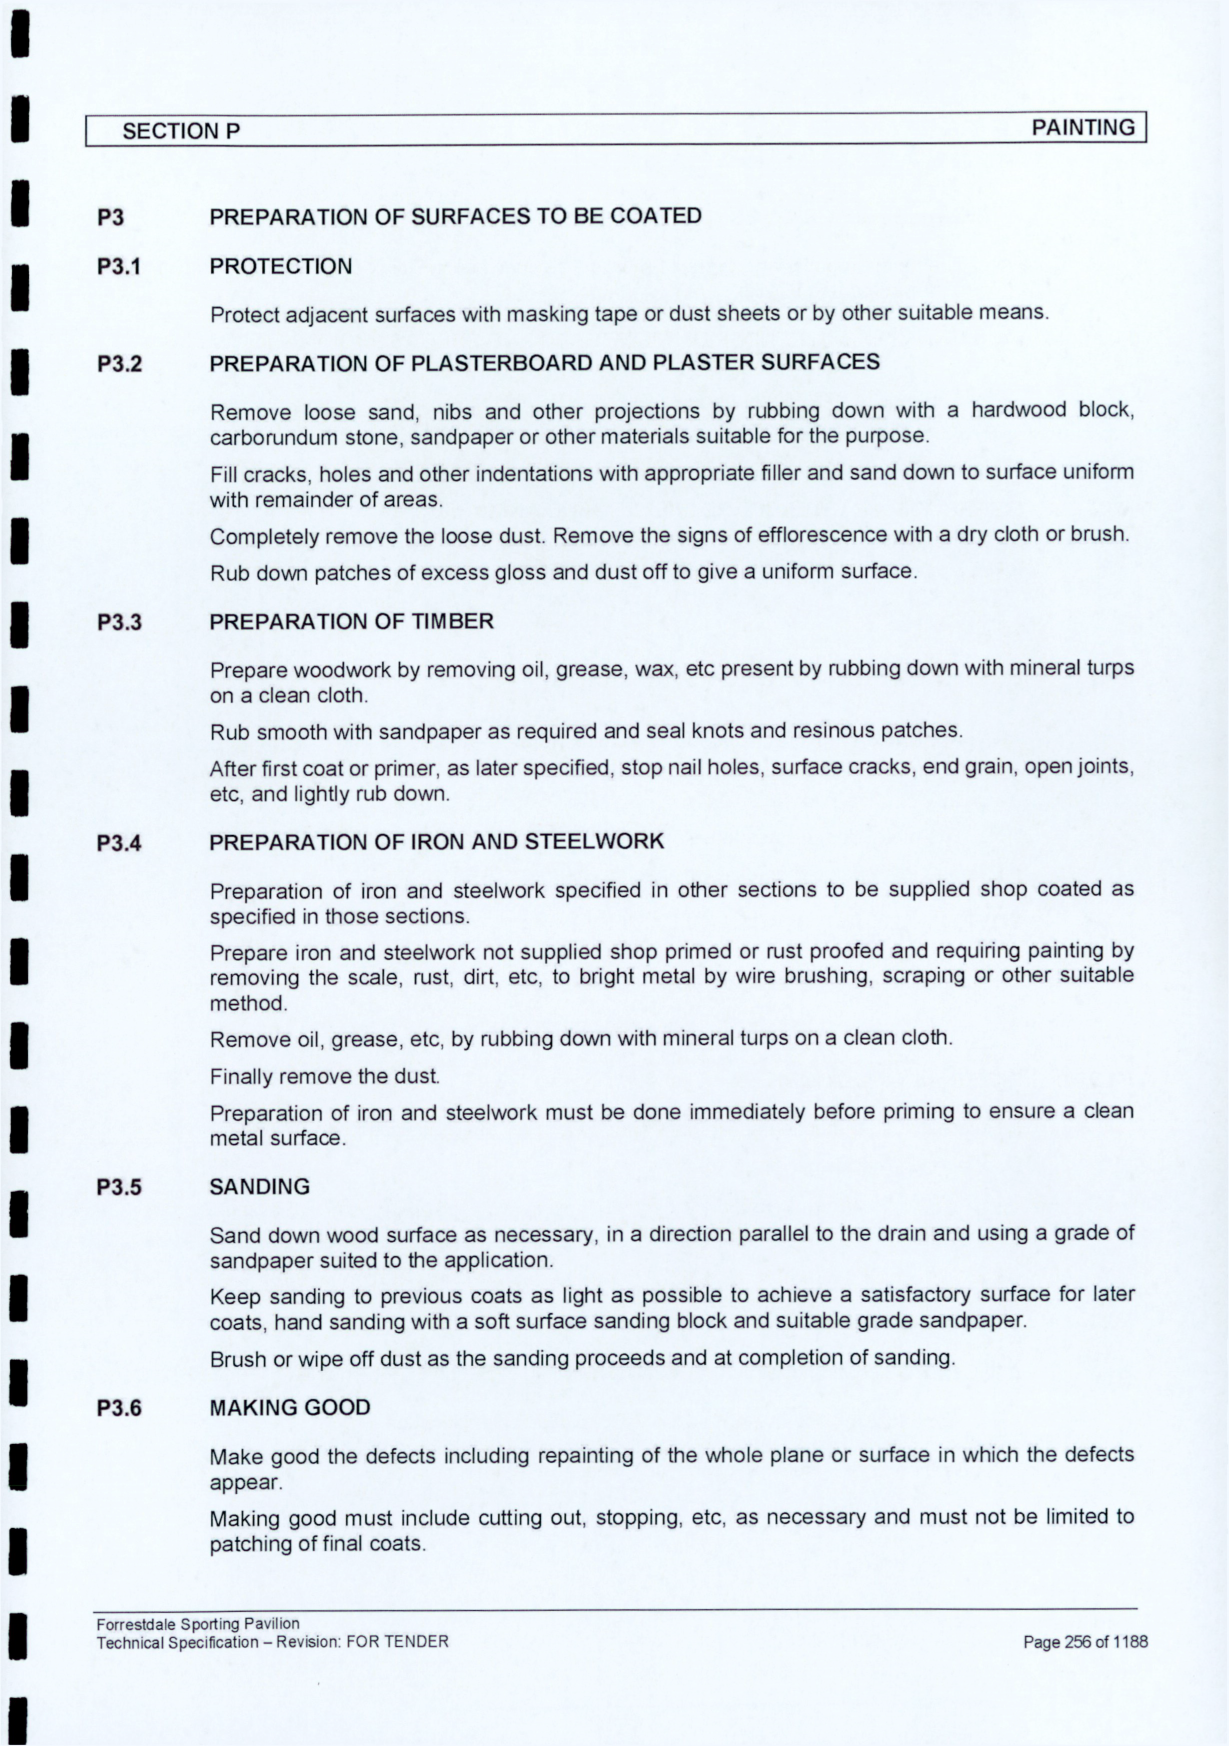 SECTION P PAINTING
P3 PREPARATION OF SURFACES TO BE COATED
P3.1 PROTECTION
Protect adjacent surfaces with masking tape or dust sheets or by other suitable means.
P3.2 PREPARATION OF PLASTERBOARD AND PLASTER SURFACES
Remove loose sand, nibs and other projections by rubbing down with a hardwood block,
carborundum stone, sandpaper or other materials suitable for the purpose.
Fill cracks, holes and other indentations with appropriate filler and sand down to surface uniform
with remainder of areas.
Completely remove the loose dust. Remove the signs of efflorescence with a dry cloth or brush.
Rub down patches of excess gloss and dust off to give a uniform surface.
P3.3 PREPARATION OF TIMBER
Prepare woodwork by removing oil, grease, wax, etc present by rubbing down with mineral turps
on a clean cloth.
Rub smooth with sandpaper as required and seal knots and resinous patches.
After first coat or primer, as later specified, stop nail holes, surface cracks, end grain, open joints,
etc, and lightly rub down.
P3.4 PREPARATION OF IRON AND STEELWORK
Preparation of iron and steelwork specified in other sections to be supplied shop coated as
specified in those sections.
Prepare iron and steelwork not supplied shop primed or rust proofed and requiring painting by
removing the scale, rust, dirt, etc, to bright metal by wire brushing, scraping or other suitable
method.
Remove oil, grease, etc, by rubbing down with mineral turps on a clean cloth.
Finally remove the dust.
Preparation of iron and steelwork must be done immediately before priming to ensure a clean
metal surface.
P3.5 SANDING
Sand down wood surface as necessary, in a direction parallel to the drain and using a grade of
sandpaper suited to the application.
Keep sanding to previous coats as light as possible to achieve a satisfactory surface for later
coats, hand sanding with a soft surface sanding block and suitable grade sandpaper.
Brush or wipe off dust as the sanding proceeds and at completion of sanding.
P3.6 MAKING GOOD
Make good the defects including repainting of the whole plane or surface in which the defects
appear.
Making good must include cutting out, stopping, etc, as necessary and must not be limited to
patching of final coats.
Forrestdale Sporting Pavilion
Technical Specification – Revision: FOR TENDER Page 256 of 1188